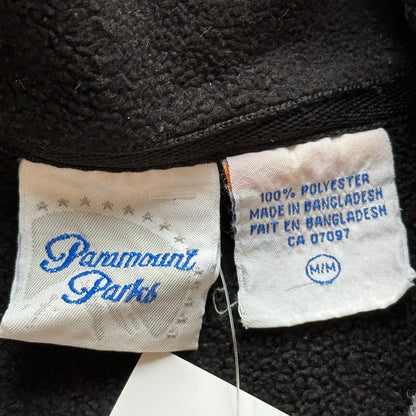 Paramount
Parks
100% POLYESTER
MADE IN BANGLADESH
FAIT EN BANGLADESH
CA 07097
M/M